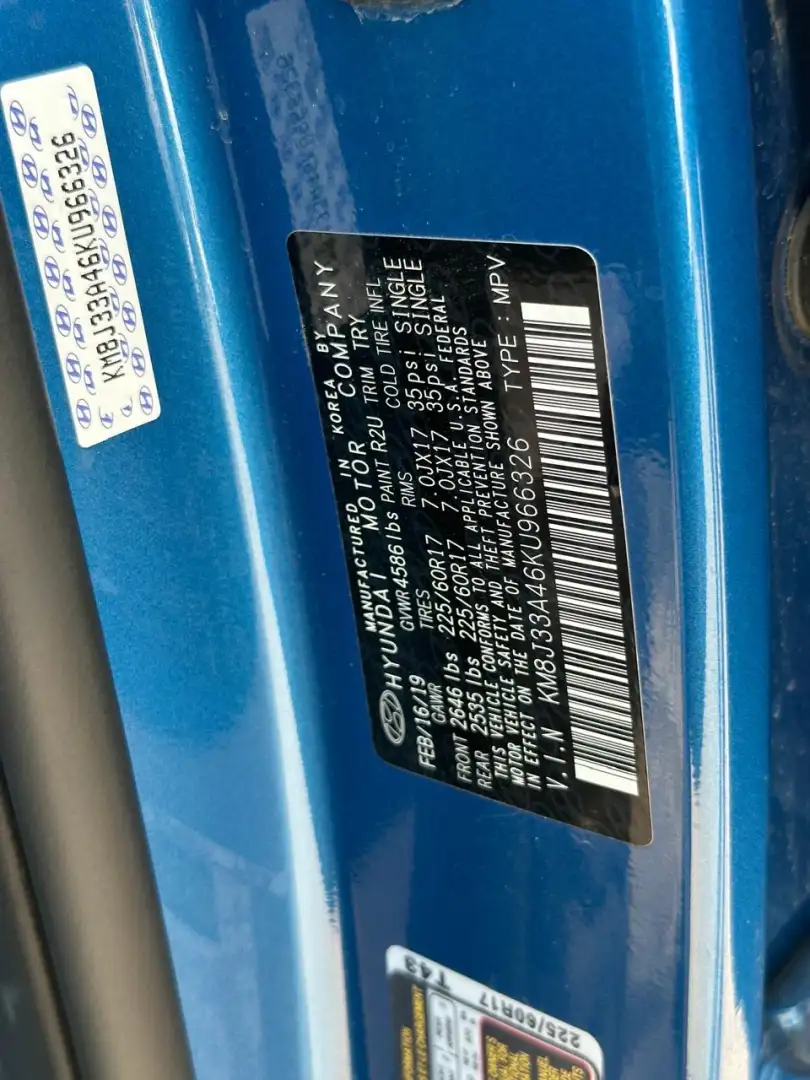 KM8J33A46KU966326
MANUFACTURED IN KOREA BY
HYUNDAI MOTOR COMPANY
FEB/16/19 GVWR 4586 lbs PAINT R2U TRIM TRY
GAWR TIRES RIMS COLD TIRE INFL
FRONT 2646 lbs 225/60R17 7.0JX17 35psi SINGLE
REAR 2535 lbs 225/60R17 7.0JX17 35psi SINGLE
THIS VEHICLE CONFORMS TO ALL APPLICABLE U.S.A. FEDERAL
MOTOR VEHICLE SAFETY AND THEFT PREVENTION STANDARDS
IN EFFECT ON THE DATE OF MANUFACTURE SHOWN ABOVE
V.I.N KM8J33A46KU966326 TYPE : MPV
225/60R17 T43